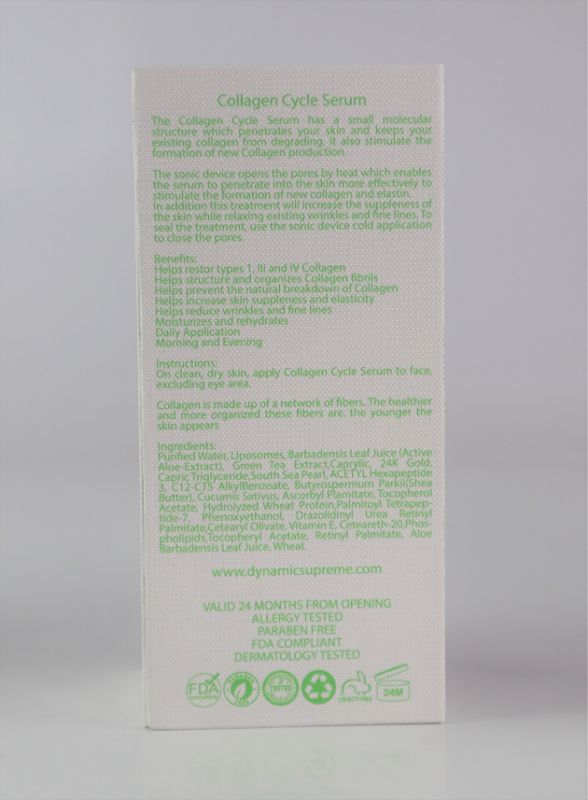 Collagen Cycle Serum
The Collagen Cycle Serum has a small molecular
structure which penetrates your skin and keeps your
existing collagen from degrading, it also stimulate the
formation of new Collagen production.
The sonic device opens the pores by heat which enables
the serum to penetrate into the skin more effectively to
stimulate the formation of new collagen and elastin.
In addition this treatment will increase the suppleness of
the skin while relaxing existing wrinkles and fine lines. To
seal the treatment, use the sonic device cold application
to close the pores.
Benefits:
Helps restor types 1, III and IV Collagen
Helps structure and organizes Collagen fibrils
Helps prevent the natural breakdown of Collagen
Helps increase skin suppleness and elasticity
Helps reduce wrinkles and fine lines
Moisturizes and rehydrates
Daily Application
Morning and Evening
Instructions:
On clean, dry skin, apply Collagen Cycle Serum to face,
excluding eye area.
Collagen is made up of a network of fibers. The healthier
and more organized these fibers are, the younger the
skin appears
Ingredients:
Purified Water, Liposomes, Barbadensis Leaf Juice (Active
Aloe-Extract), Green Tea Extract,Caprylic, 24K Gold,
Capric Triglyceride,South Sea Pearl, ACETYL Hexapeptide
3, C12-C15 AlkylBenzoate, Butyrospermum Parkii(Shea
Butter), Cucumis Sativus, Ascorbyl Plamitate, Tocopherol
Acetate, Hydrolyzed Wheat Protein,Palmitoyl Tetrapep-
tide-7, Phenoxyethanol, Drazolidinyl Urea Retinyl
Palmitate,Cetearyl Olivate, Vitamin E, Ceteareth-20,Phos-
pholipids,Tocopheryl Acetate, Retinyl Palmitate, Aloe
Barbadensis Leaf Juice, Wheat.
www.dynamicsupreme.com
VALID 24 MONTHS FROM OPENING
ALLERGY TESTED
PARABEN FREE
FDA COMPLIANT
DERMATOLOGY TESTED
FDA
TESTED
CRUELTY-FREE
24M